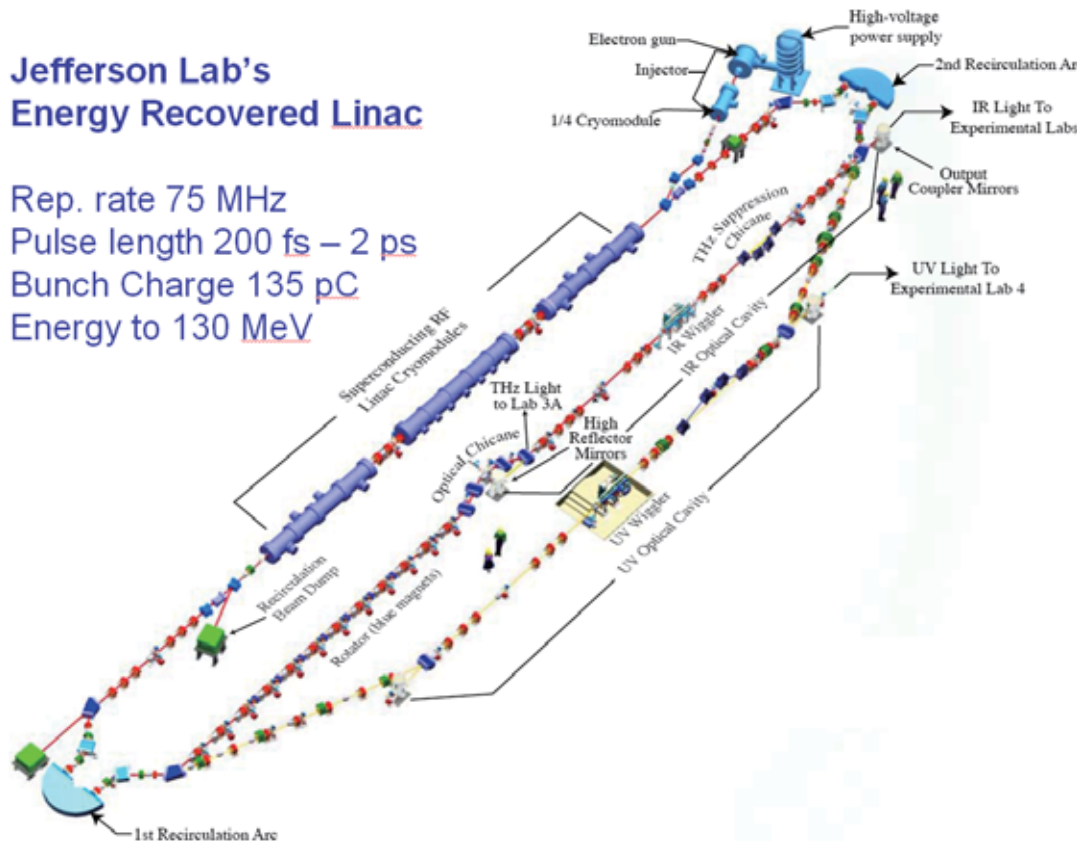 Jefferson Lab's
Energy Recovered Linac
Rep. rate 75 MHz
Pulse length 200 fs – 2 ps
Bunch Charge 135 pC
Energy to 130 MeV
High-voltage
power supply
Electron gun
Injector
1/4 Cryomodule
2nd Recirculation Ar
IR Light To
Experimental Labs
Output
Coupler Mirrors
THz Suppression
Chicane
UV Light To
Experimental Lab 4
Superconducting RF
Linac Cryomodules
IR Wiggler
IR Optical Cavity
THz Light
to Lab 3A
High
Reflector
Mirrors
Optical Chicane
UV Wiggler
UV Optical Cavity
Recirculation
Beam Dump
Rotator (blue magnets)
1st Recirculation Arc